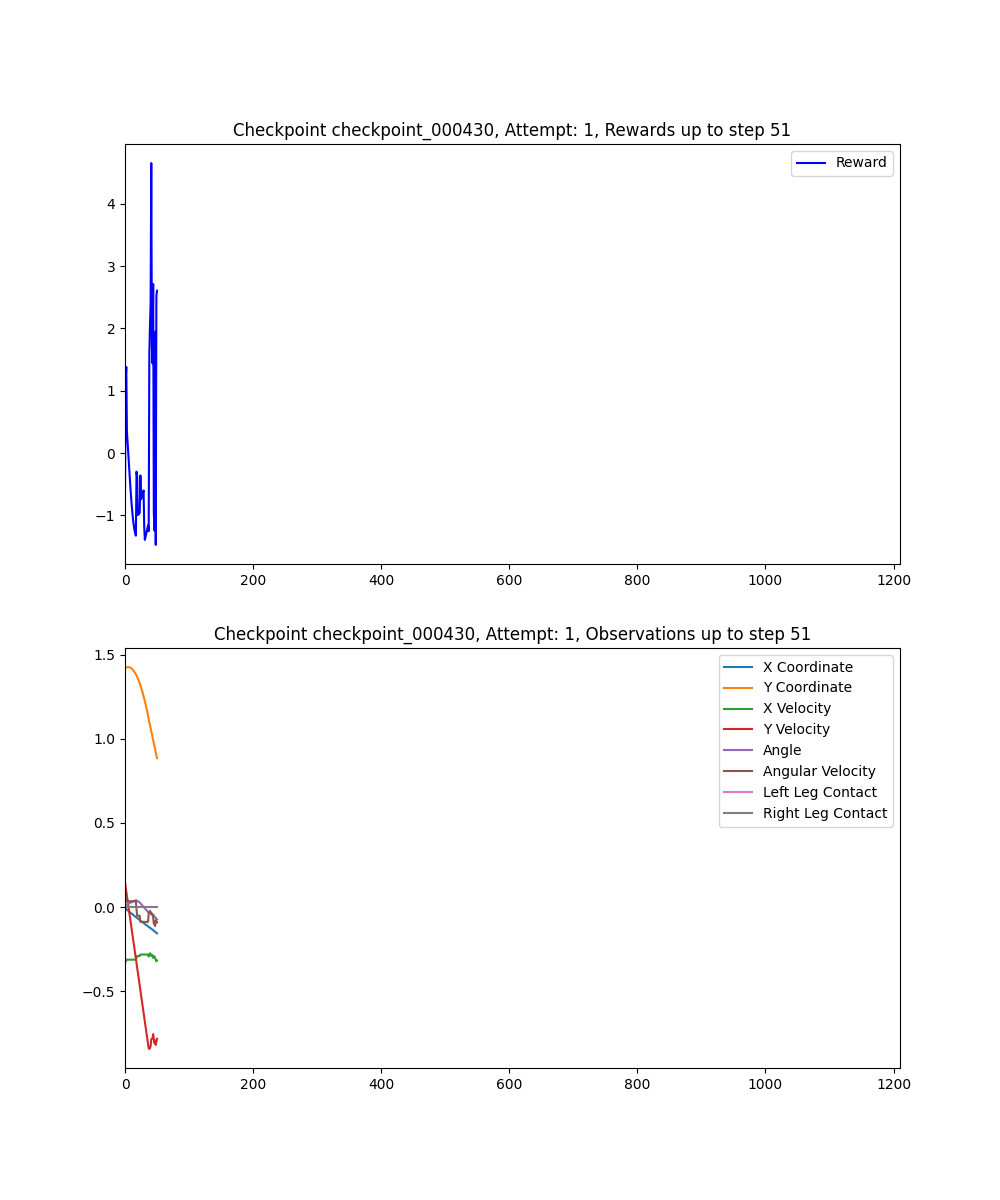 Checkpoint checkpoint_000430, Attempt: 1, Rewards up to step 51
Reward
4
3
2
1
0
−1
0 200 400 600 800 1000 1200
Checkpoint checkpoint_000430, Attempt: 1, Observations up to step 51
1.5
1.0
0.5
0.0
−0.5
X Coordinate
Y Coordinate
X Velocity
Y Velocity
Angle
Angular Velocity
Left Leg Contact
Right Leg Contact
0 200 400 600 800 1000 1200